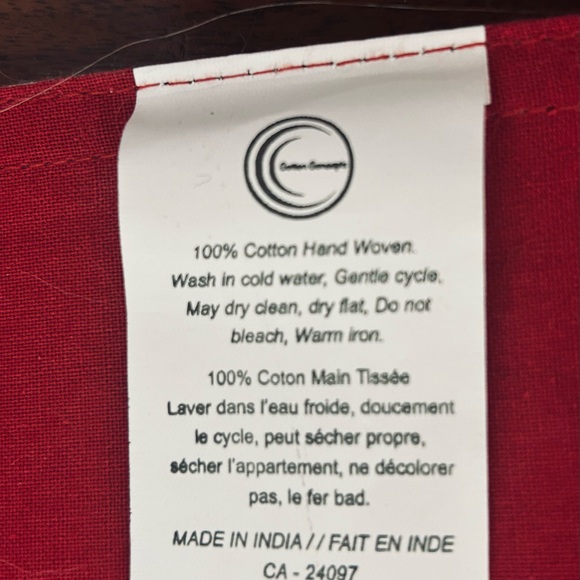 Cotton Concepts
100% Cotton Hand Woven.
Wash in cold water, Gentle cycle.
May dry clean, dry flat, Do not
bleach, Warm iron.
100% Coton Main Tissée
Laver dans l'eau froide, doucement
le cycle, peut sécher propre,
sécher l'appartement, ne décolorer
pas, le fer bad.
MADE IN INDIA // FAIT EN INDE
CA - 24097